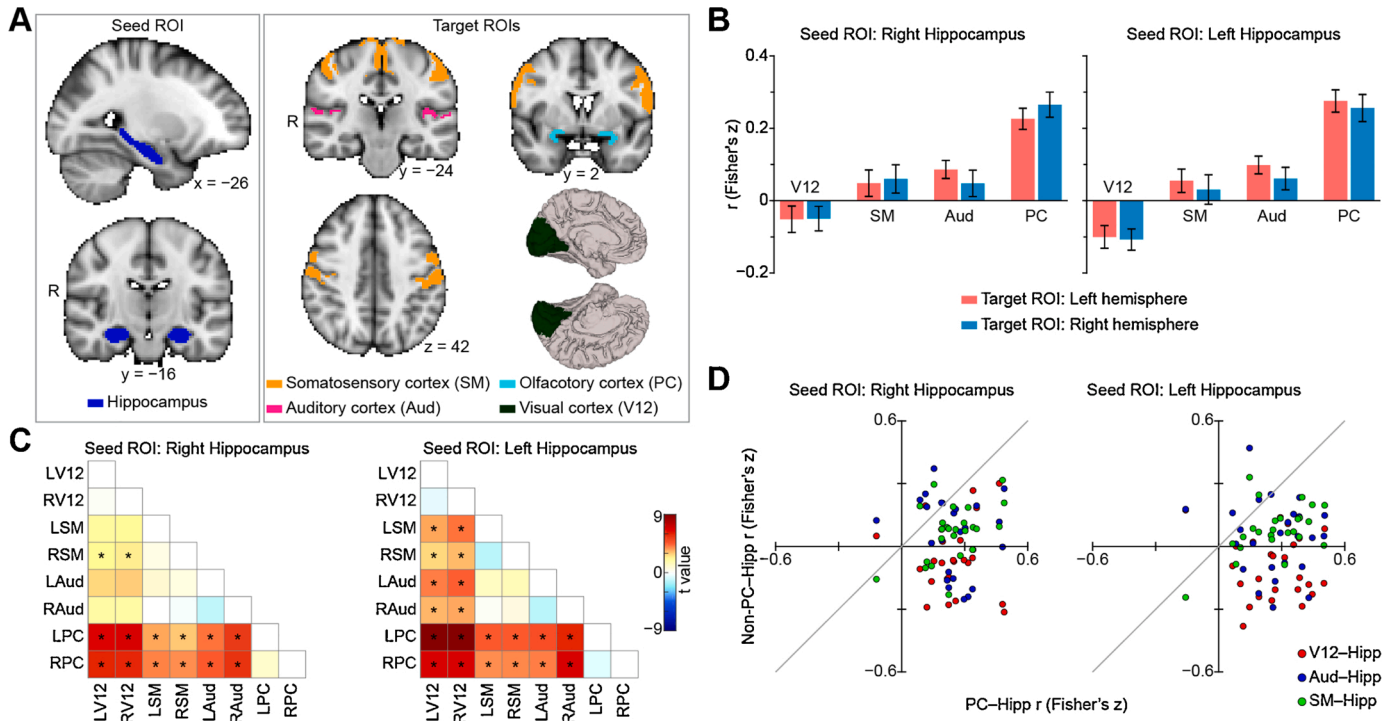 A
Seed ROI
Target ROIs
x = −26
R
y = −24
y = 2
R
y = −16
z = 42
Hippocampus
Somatosensory cortex (SM)
Olfacotory cortex (PC)
Auditory cortex (Aud)
Visual cortex (V12)
B
Seed ROI: Right Hippocampus
Seed ROI: Left Hippocampus
r (Fisher's z)
0.4
0.2
0
−0.2
V12
SM
Aud
PC
V12
SM
Aud
PC
Target ROI: Left hemisphere
Target ROI: Right hemisphere
C
Seed ROI: Right Hippocampus
Seed ROI: Left Hippocampus
LV12
RV12
LSM
RSM
LAud
RAud
LPC
RPC
LV12
RV12
LSM
RSM
LAud
RAud
LPC
RPC
LV12
RV12
LSM
RSM
LAud
RAud
LPC
RPC
LV12
RV12
LSM
RSM
LAud
RAud
LPC
RPC
9
0
−9
t value
D
Seed ROI: Right Hippocampus
Seed ROI: Left Hippocampus
Non-PC–Hipp r (Fisher's z)
0.6
−0.6
0.6
−0.6
0.6
−0.6
0.6
−0.6
PC–Hipp r (Fisher's z)
V12–Hipp
Aud–Hipp
SM–Hipp